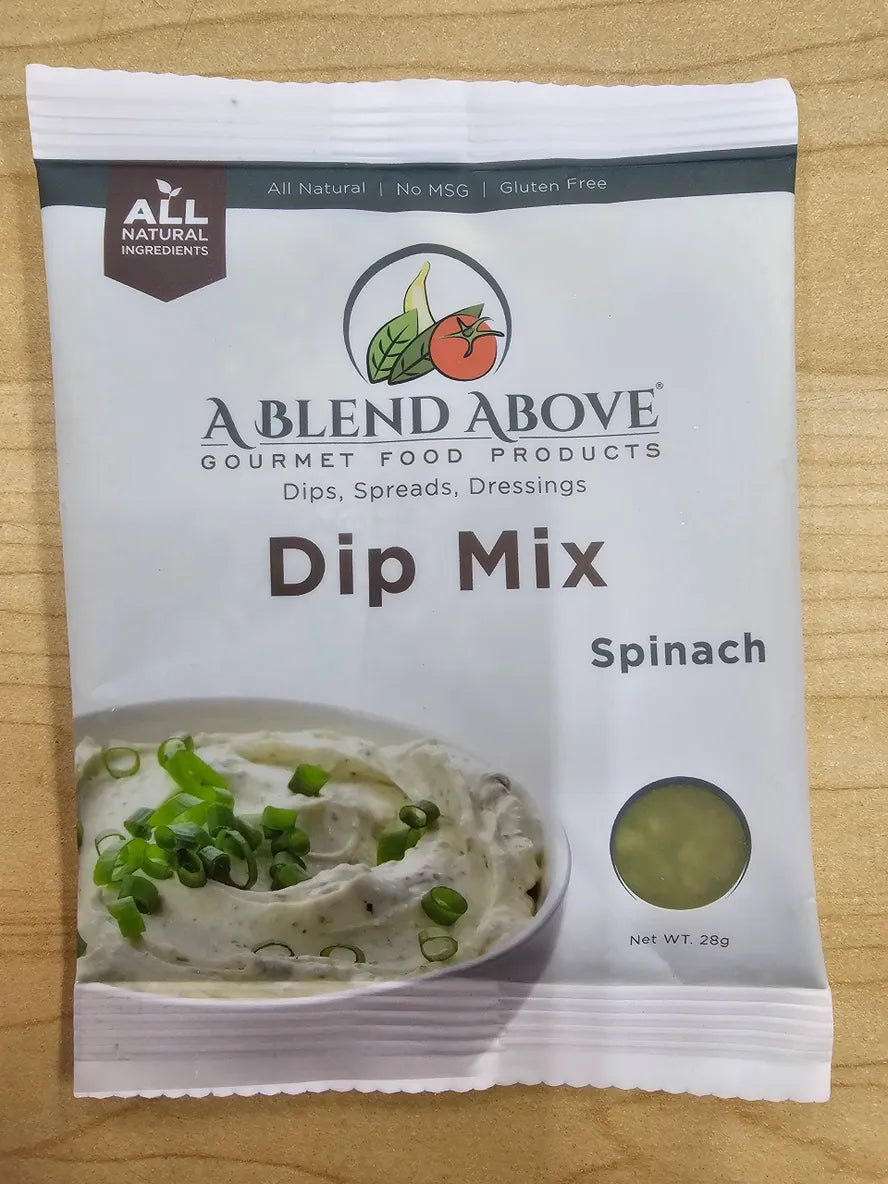 All Natural | No MSG | Gluten Free
ALL
NATURAL
INGREDIENTS
A BLEND ABOVE®
GOURMET FOOD PRODUCTS
Dips, Spreads, Dressings
Dip Mix
Spinach
Net WT. 28g